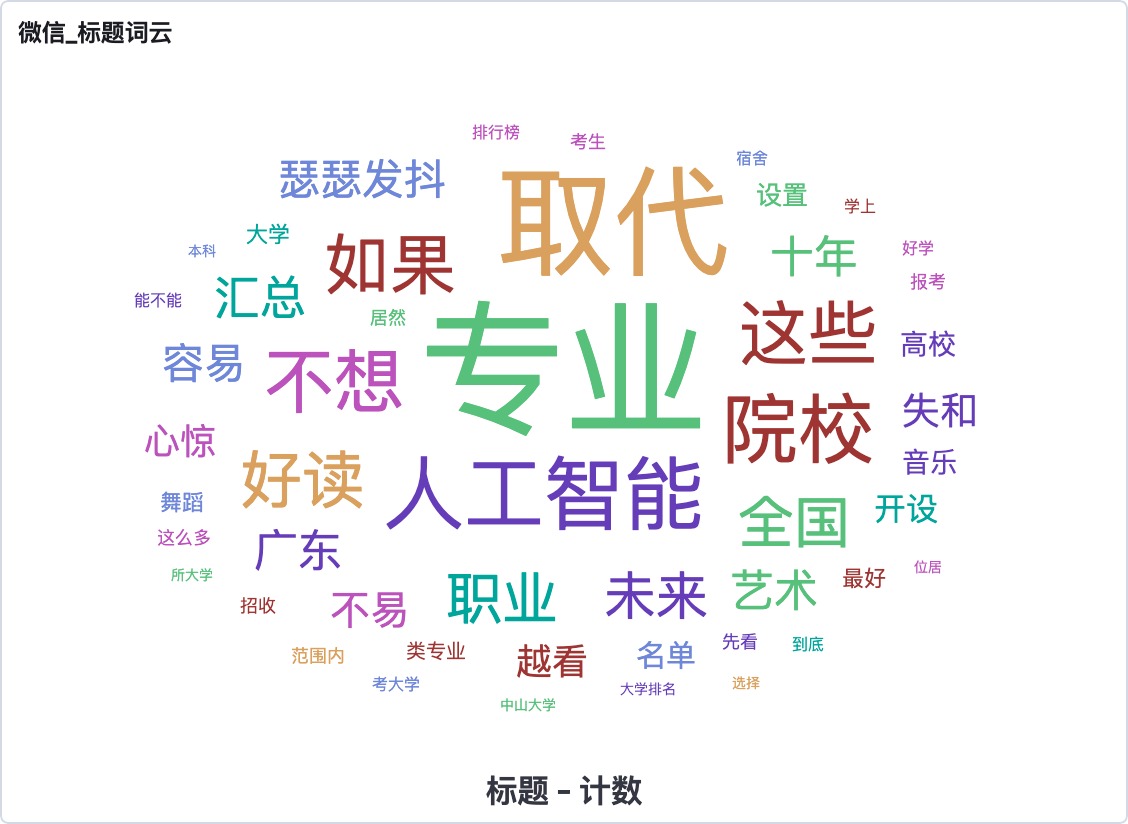 微信_标题词云
排行榜
考生
宿舍
瑟瑟发抖
取代
设置
学上
大学
本科
如果
十年
好学
汇总
报考
能不能
居然
专业
这些
高校
容易
不想
院校
失和
心惊
音乐
好读
人工智能
舞蹈
全国
开设
这么多
广东
所大学
位居
招收
不易
职业
未来
艺术
最好
范围内
类专业
越看
名单
先看
到底
考大学
大学排名
选择
中山大学
标题 – 计数